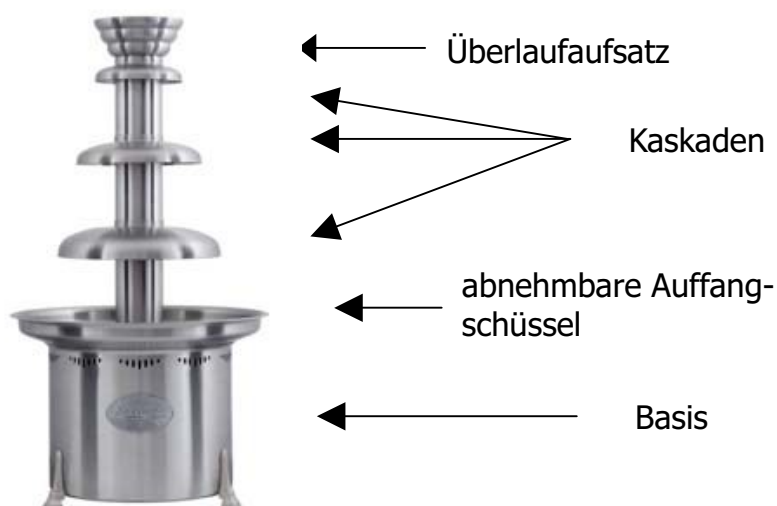 Überlaufaufsatz
Kaskaden
abnehmbare Auffang-
schüssel
Basis